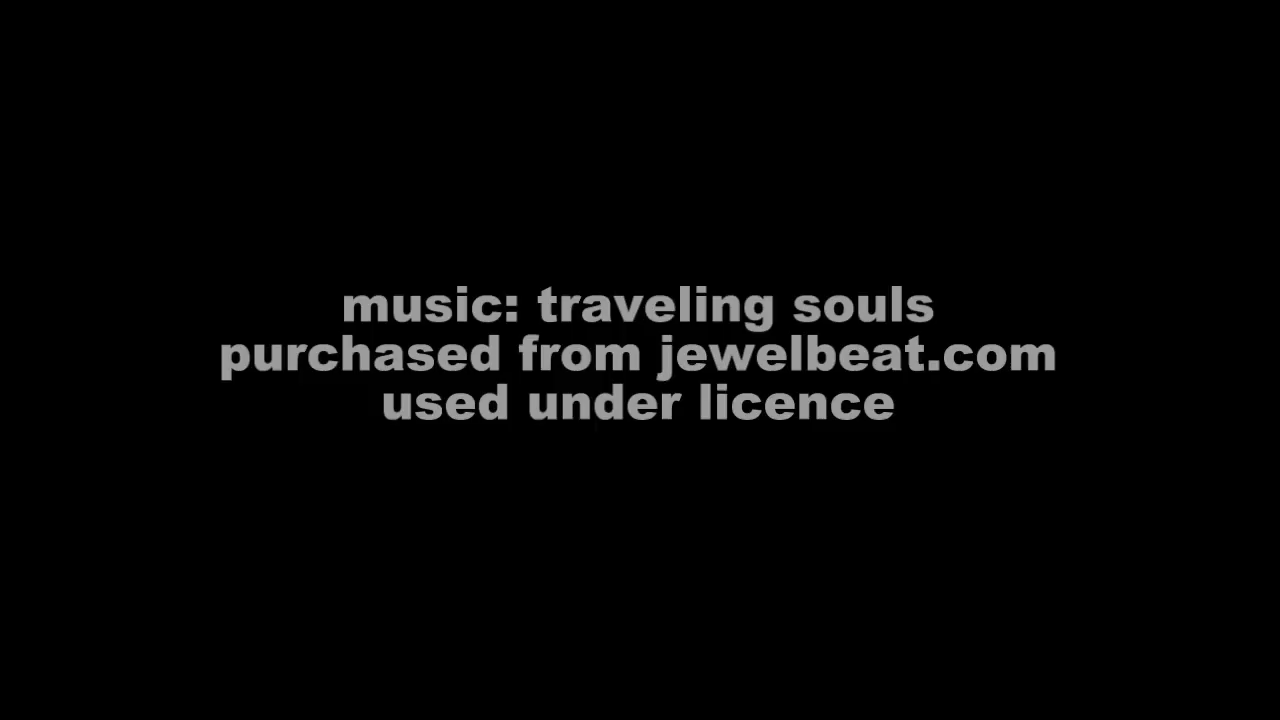 music: traveling souls
purchased from jewelbeat.com
used under licence